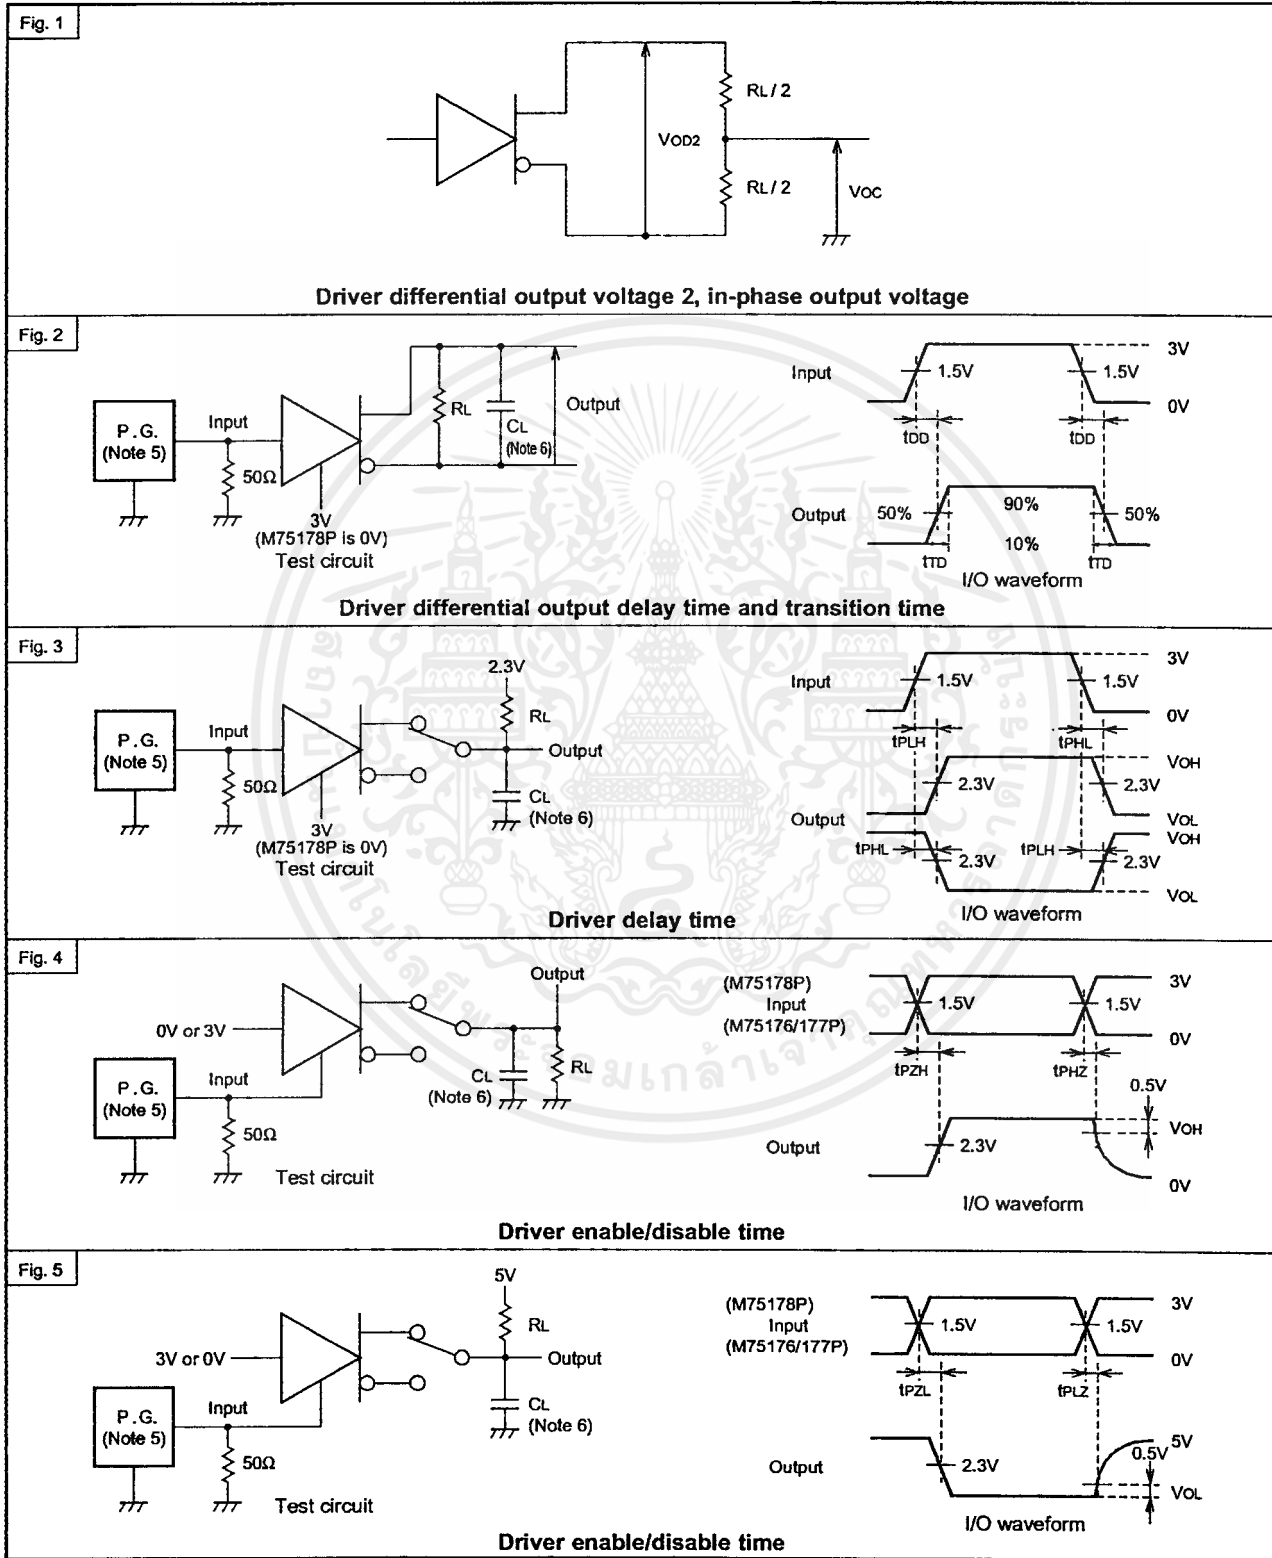 Fig. 1
RL / 2
VOD2
RL / 2
VOC
Driver differential output voltage 2, in-phase output voltage
Fig. 2
P.G.
(Note 5)
Input
50Ω
3V
(M75178P is 0V)
Test circuit
RL
CL
(Note 6)
Output
Input
1.5V
1.5V
3V
0V
tDD
tDD
Output
50%
90%
50%
10%
tTD
tTD
I/O waveform
Driver differential output delay time and transition time
Fig. 3
P.G.
(Note 5)
Input
50Ω
3V
(M75178P is 0V)
Test circuit
2.3V
RL
Output
CL
(Note 6)
Input
1.5V
1.5V
3V
0V
tPLH
tPHL
VOH
2.3V
2.3V
Output
VOL
VOH
tPHL
2.3V
tPLH
2.3V
VOL
I/O waveform
Driver delay time
Fig. 4
0V or 3V
P.G.
(Note 5)
Input
50Ω
Test circuit
Output
CL
(Note 6)
RL
(M75178P)
Input
(M75176/177P)
1.5V
1.5V
3V
0V
tPZH
tPHZ
0.5V
VOH
Output
2.3V
0V
I/O waveform
Driver enable/disable time
Fig. 5
3V or 0V
P.G.
(Note 5)
Input
50Ω
Test circuit
5V
RL
Output
CL
(Note 6)
(M75178P)
Input
(M75176/177P)
1.5V
1.5V
3V
0V
tPZL
tPLZ
5V
0.5V
Output
2.3V
VOL
I/O waveform
Driver enable/disable time